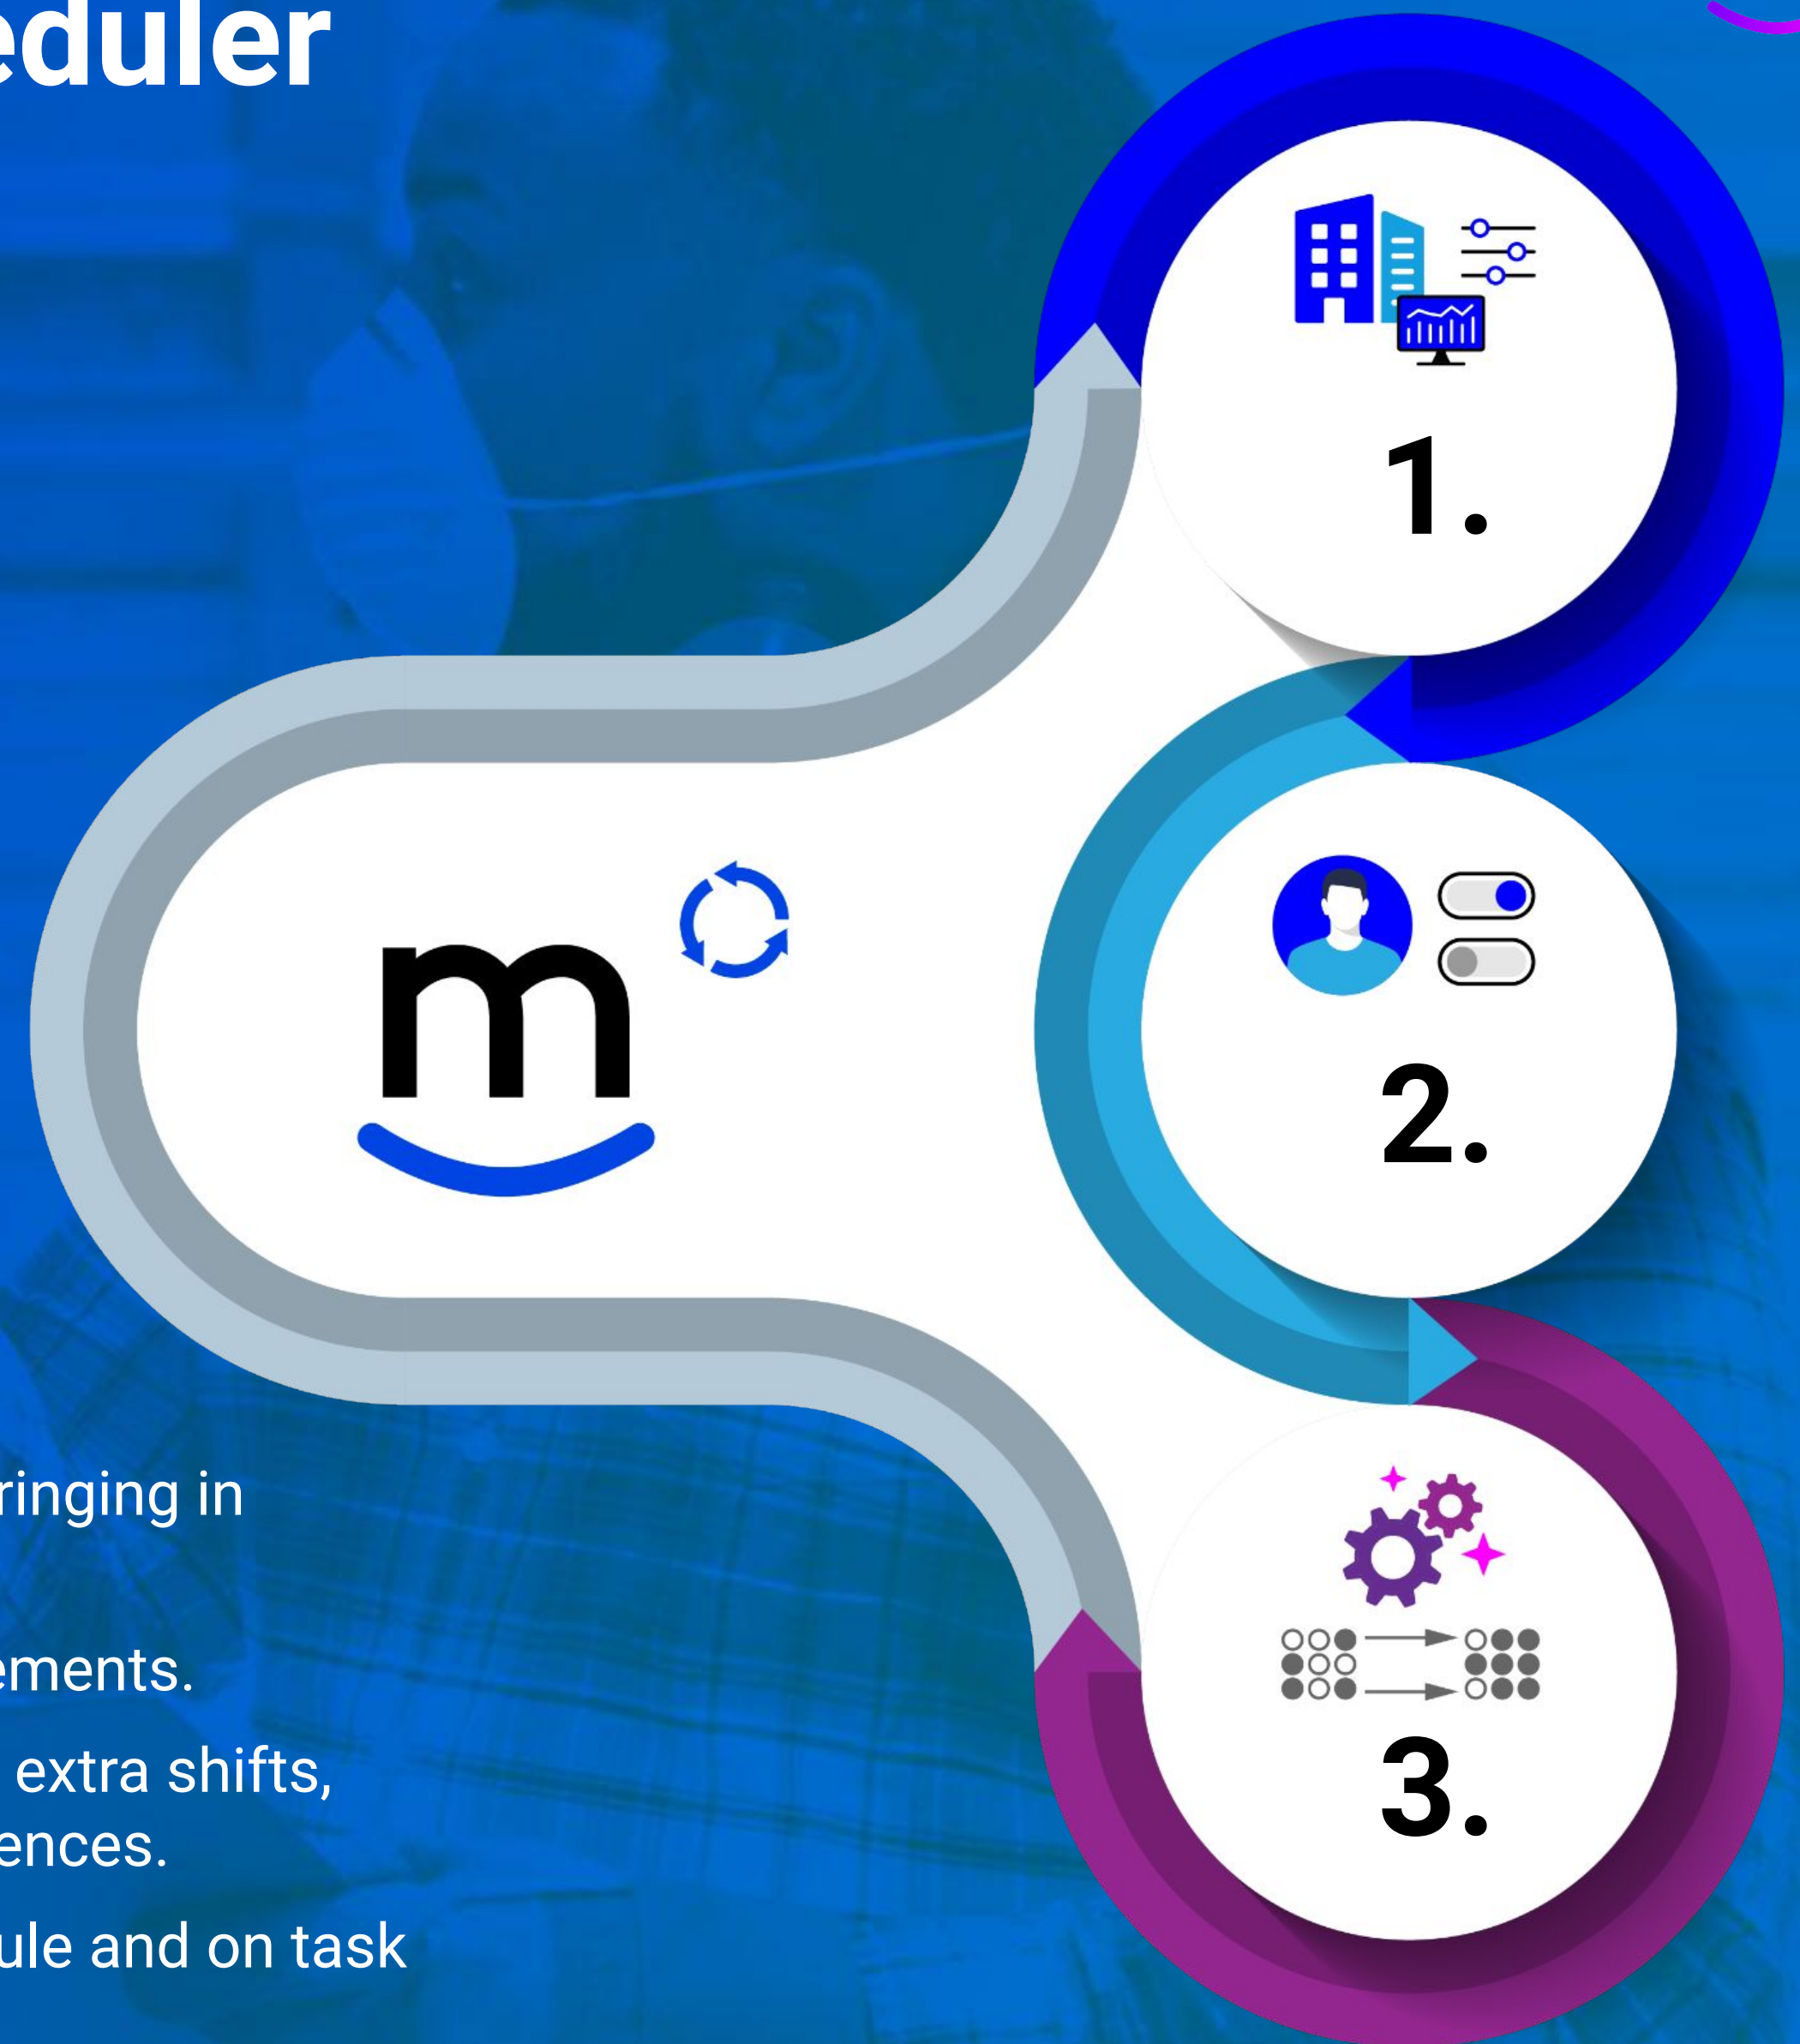 eduler
1.
m
2.
ringing in
ements.
extra shifts,
ences.
ule and on task
3.